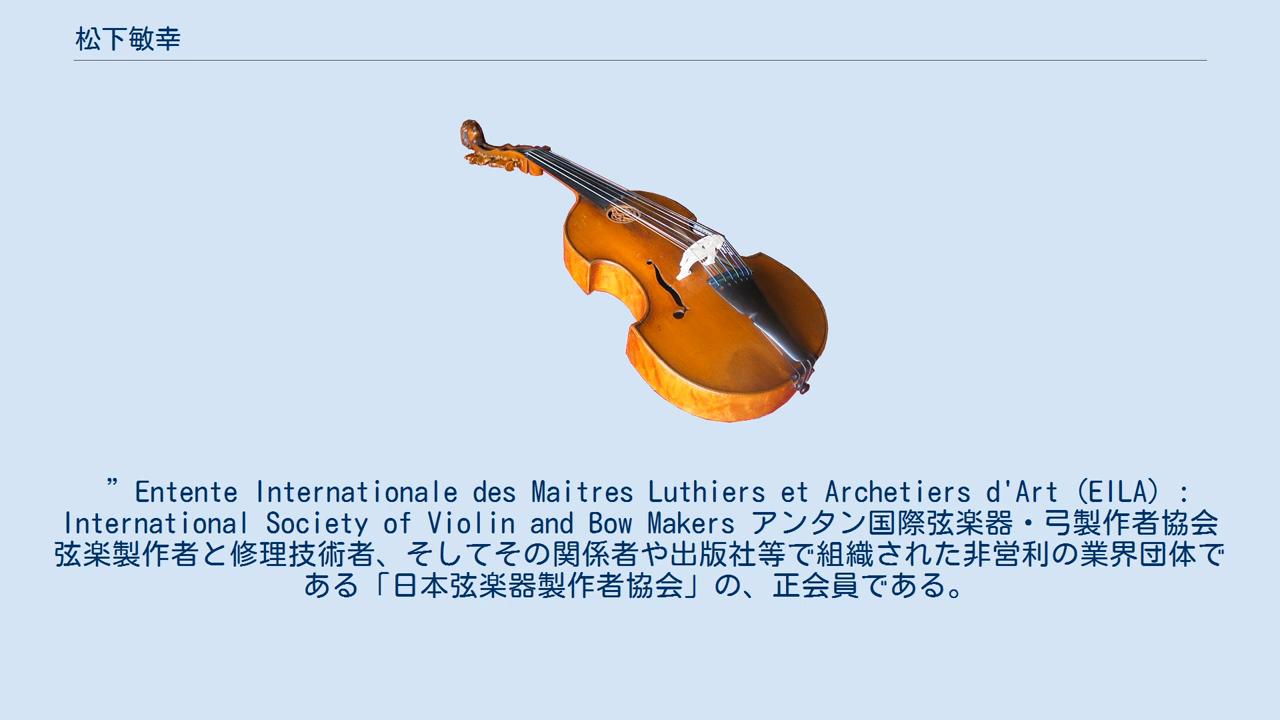 松下敏幸
” Entente Internationale des Maitres Luthiers et Archetiers d'Art (EILA) :
International Society of Violin and Bow Makers アンタン国際弦楽器・弓製作者協会
弦楽製作者と修理技術者、そしてその関係者や出版社等で組織された非営利の業界団体で
ある「日本弦楽器製作者協会」の、正会員である。